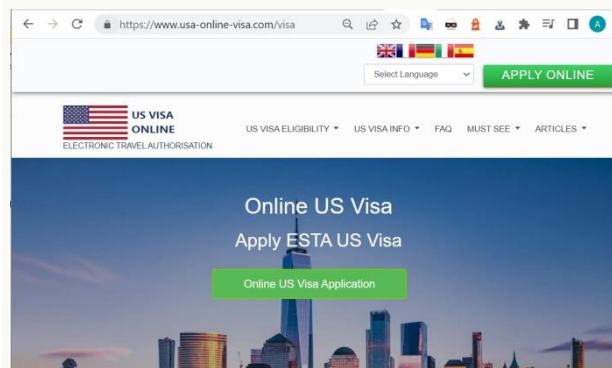 https://www.usa-online-visa.com/visa
A
Select Language
APPLY ONLINE
US VISA
ONLINE
ELECTRONIC TRAVEL AUTHORISATION
US VISA ELIGIBILITY
US VISA INFO
FAQ
MUST SEE
ARTICLES
Online US Visa
Apply ESTA US Visa
Online US Visa Application